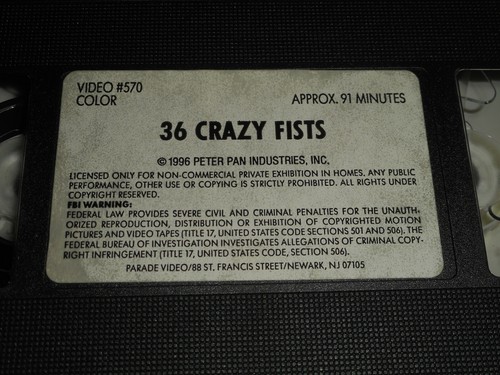 VIDEO #570
COLOR
APPROX. 91 MINUTES
36 CRAZY FISTS
© 1996 PETER PAN INDUSTRIES, INC.
LICENSED ONLY FOR NON-COMMERCIAL PRIVATE EXHIBITION IN HOMES. ANY PUBLIC
PERFORMANCE, OTHER USE OR COPYING IS STRICTLY PROHIBITED. ALL RIGHTS UNDER
COPYRIGHT RESERVED.
FBI WARNING:
FEDERAL LAW PROVIDES SEVERE CIVIL AND CRIMINAL PENALTIES FOR THE UNAUTH-
ORIZED REPRODUCTION, DISTRIBUTION OR EXHIBITION OF COPYRIGHTED MOTION
PICTURES AND VIDEO TAPES (TITLE 17, UNITED STATES CODE SECTIONS 501 AND 506). THE
FEDERAL BUREAU OF INVESTIGATION INVESTIGATES ALLEGATIONS OF CRIMINAL COPY-
RIGHT INFRINGEMENT (TITLE 17, UNITED STATES CODE, SECTION 506).
PARADE VIDEO/88 ST. FRANCIS STREET/NEWARK, NJ 07105